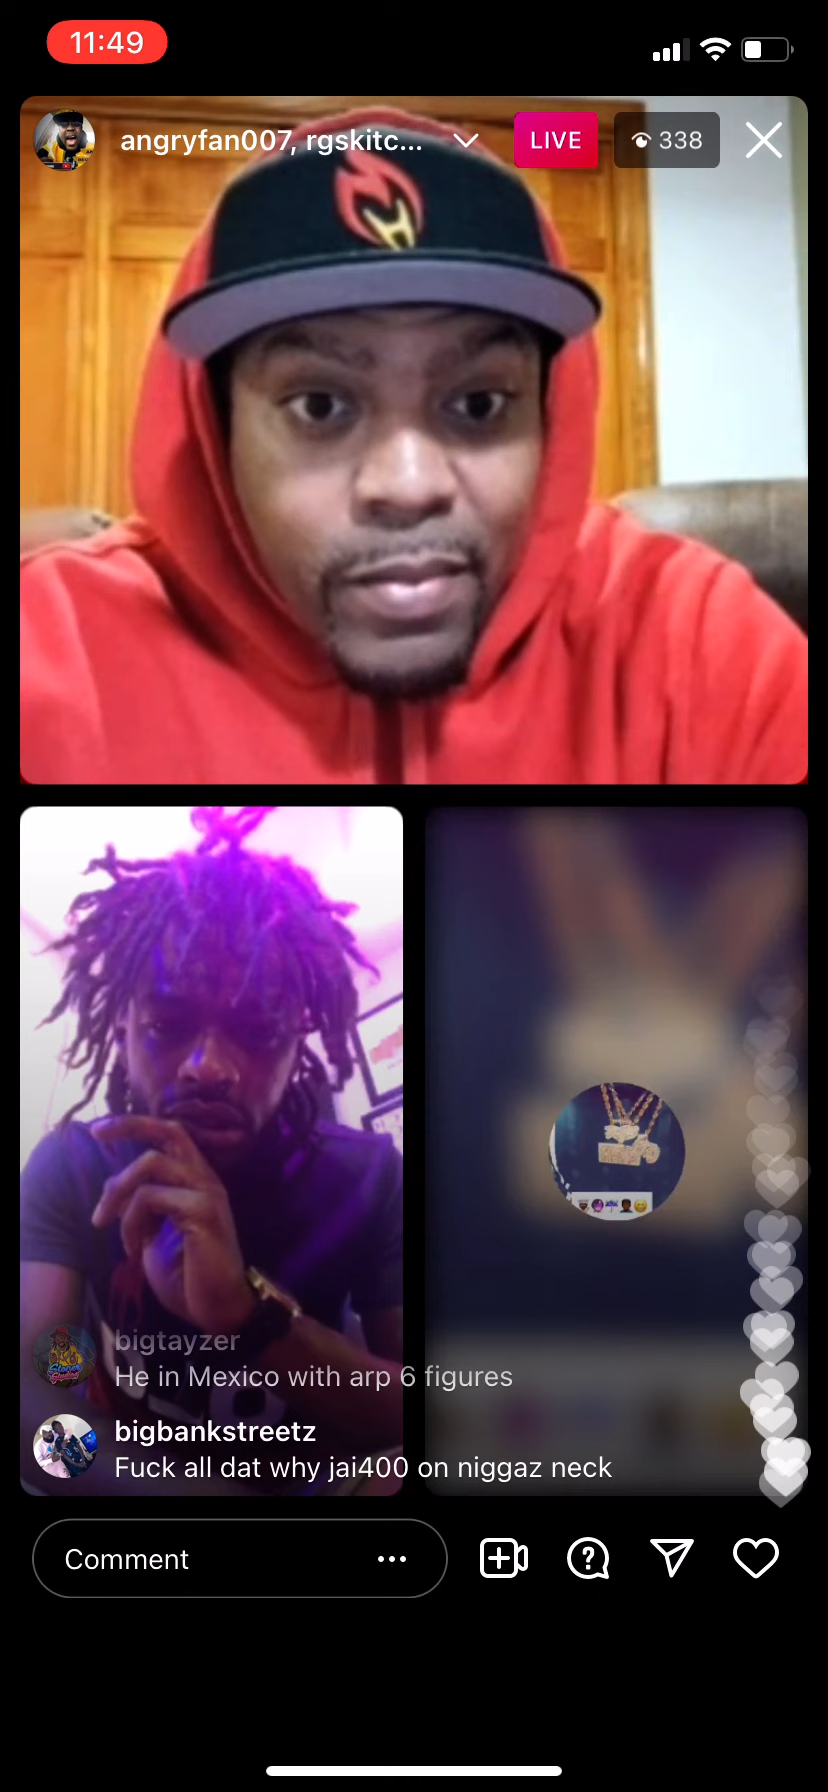 11:49
angryfan007, rgskitc...
LIVE
338
bigtayzer
He in Mexico with arp 6 figures
bigbankstreetz
Fuck all dat why jai400 on niggaz neck
Comment